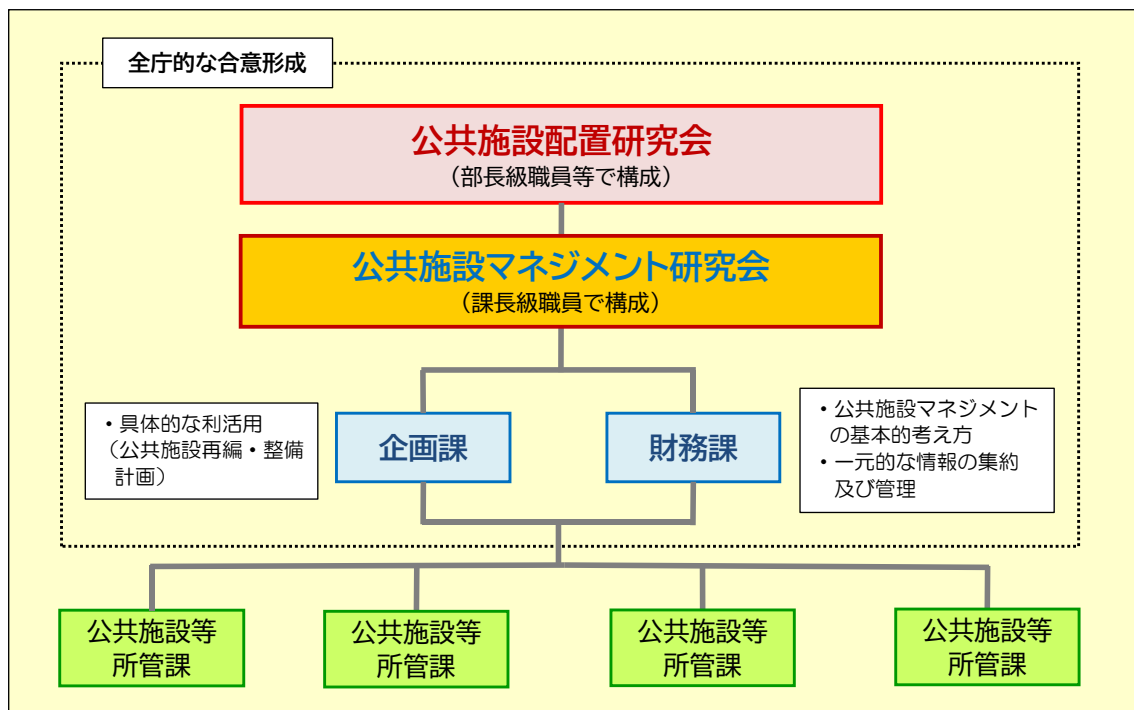 全庁的な合意形成
公共施設配置研究会
（部長級職員等で構成）
公共施設マネジメント研究会
（課長級職員で構成）
・具体的な利活用
（公共施設再編・整備
計画）
企画課
財務課
・公共施設マネジメント
の基本的考え方
・一元的な情報の集約
及び管理
公共施設等
所管課
公共施設等
所管課
公共施設等
所管課
公共施設等
所管課